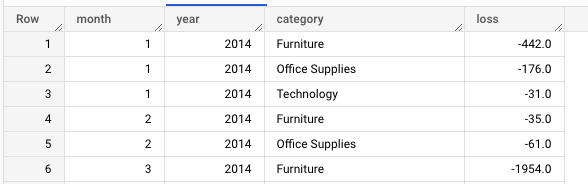 Row month year category loss
1 1 2014 Furniture -442.0
2 1 2014 Office Supplies -176.0
3 1 2014 Technology -31.0
4 2 2014 Furniture -35.0
5 2 2014 Office Supplies -61.0
6 3 2014 Furniture -1954.0